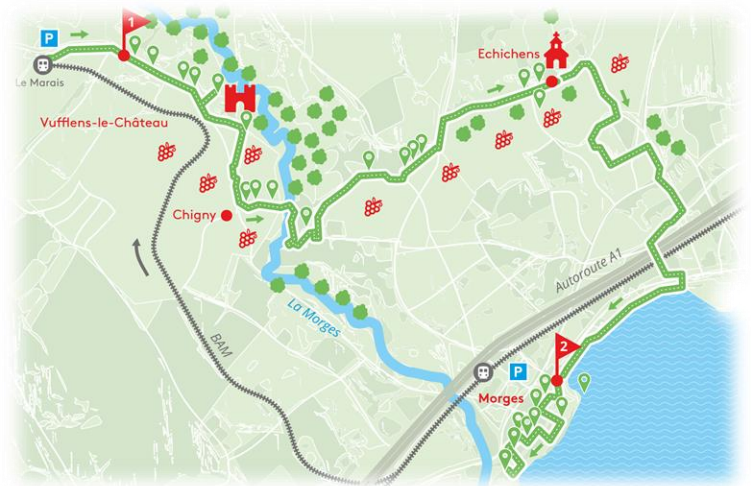 1
P
Le Marais
Echichens
Vufflens-le-Château
Chigny
Autoroute A1
La Morges
BAM
2
P
Morges